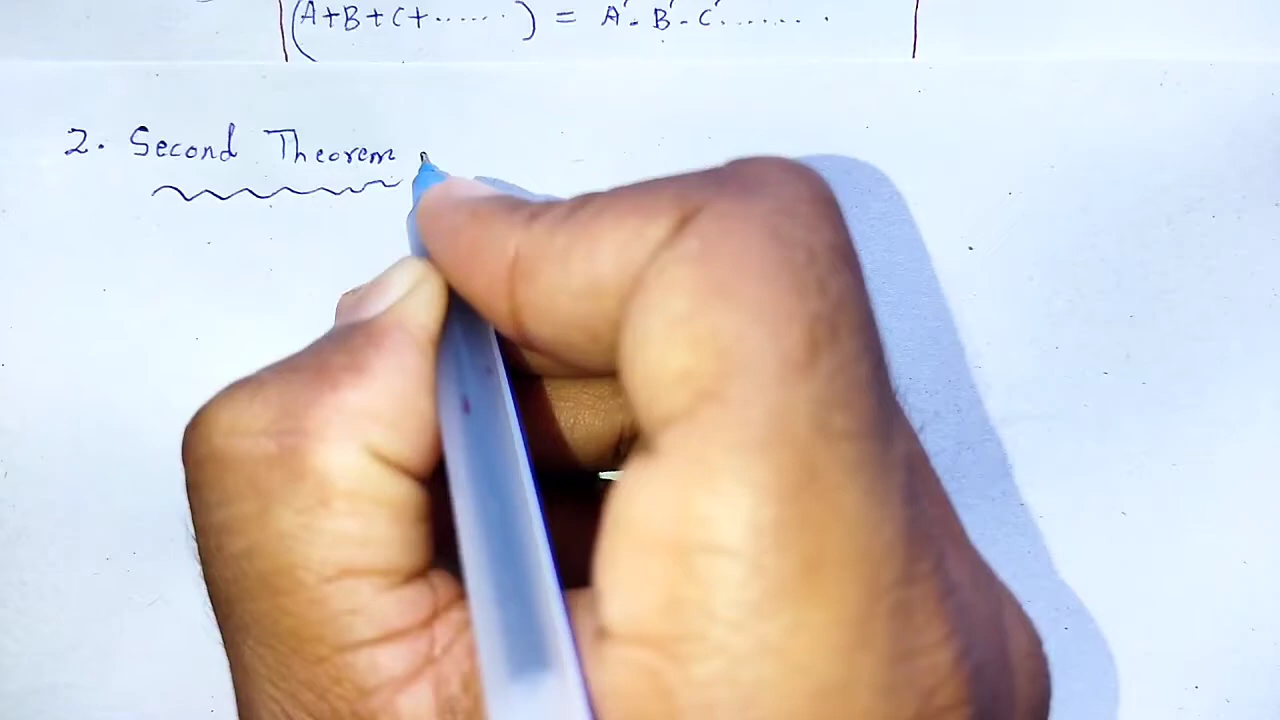 (A+B+C+.......) = A'. B'. C'........
2. Second Theorem